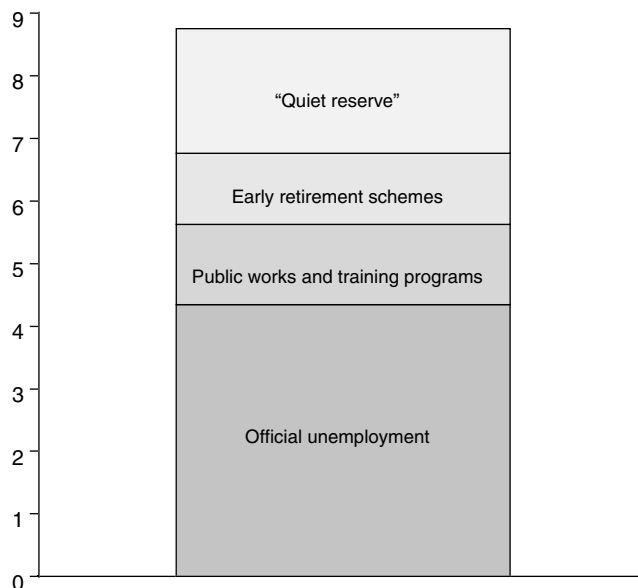 9
8
“Quiet reserve”
7
Early retirement schemes
6
5
Public works and training programs
4
3
Official unemployment
2
1
0